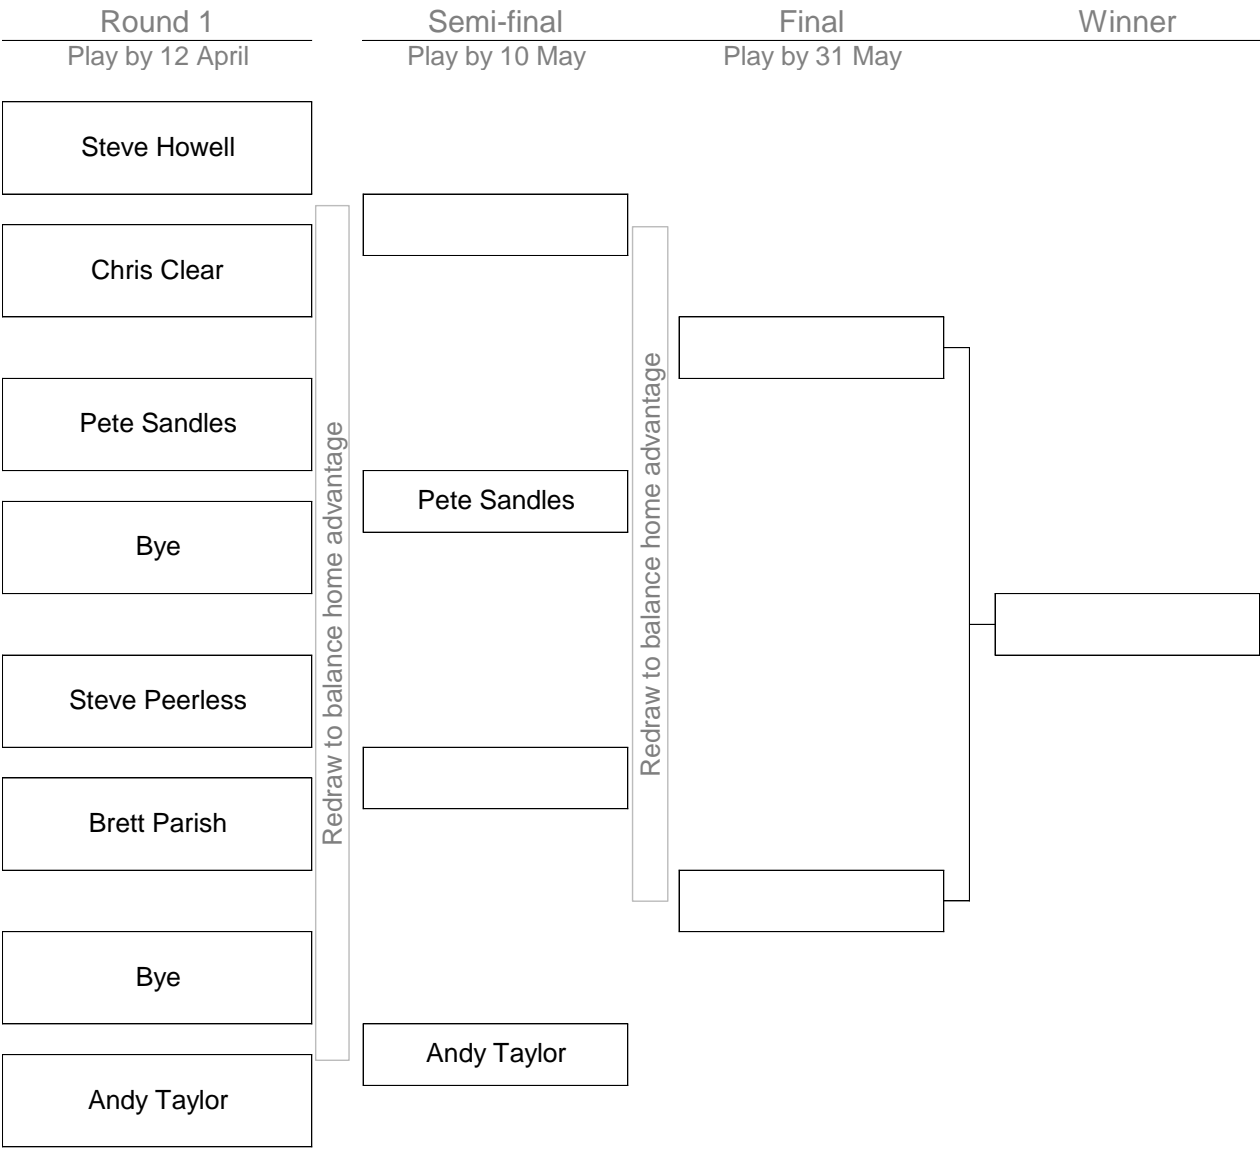 Round 1
Semi-final
Final
Winner
Play by 12 April
Play by 10 May
Play by 31 May
Steve Howell
Chris Clear
Pete Sandles
Bye
Steve Peerless
Brett Parish
Bye
Andy Taylor
Redraw to balance home advantage
Pete Sandles
Andy Taylor
Redraw to balance home advantage